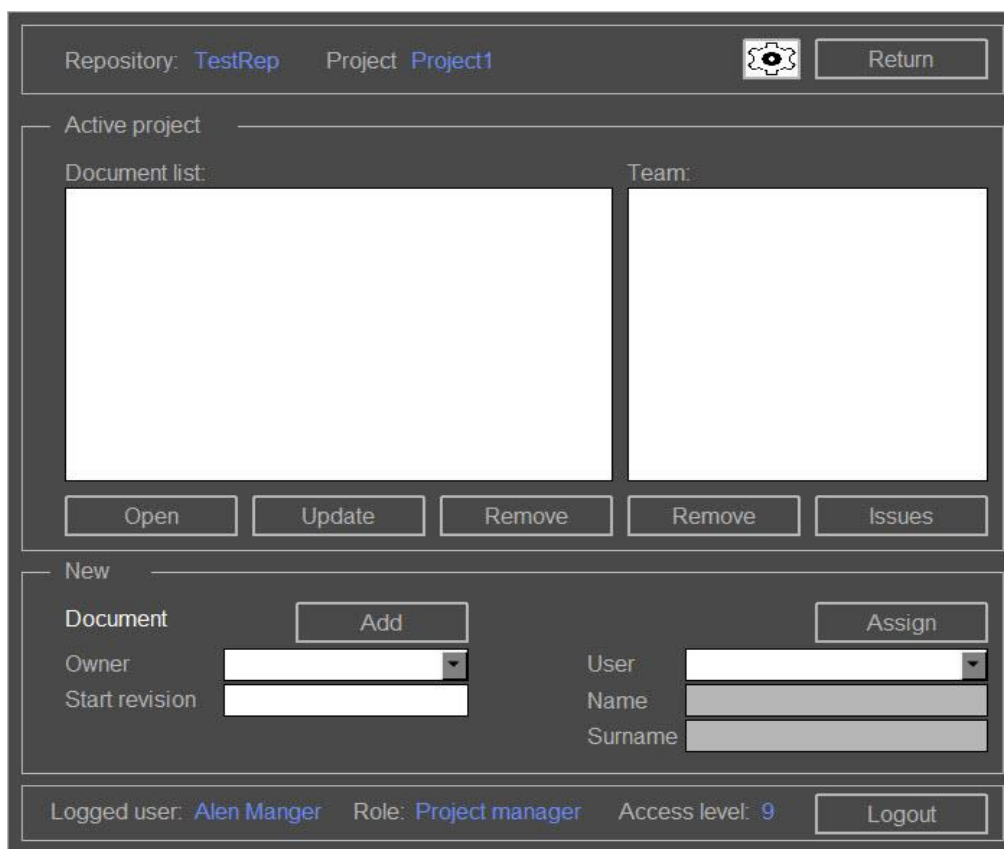 Repository: TestRep Project Project1 Return
Active project
Document list: Team:
Open Update Remove Remove Issues
New
Document Add Assign
Owner User
Start revision Name
Surname
Logged user: Alen Manger Role: Project manager Access level: 9 Logout